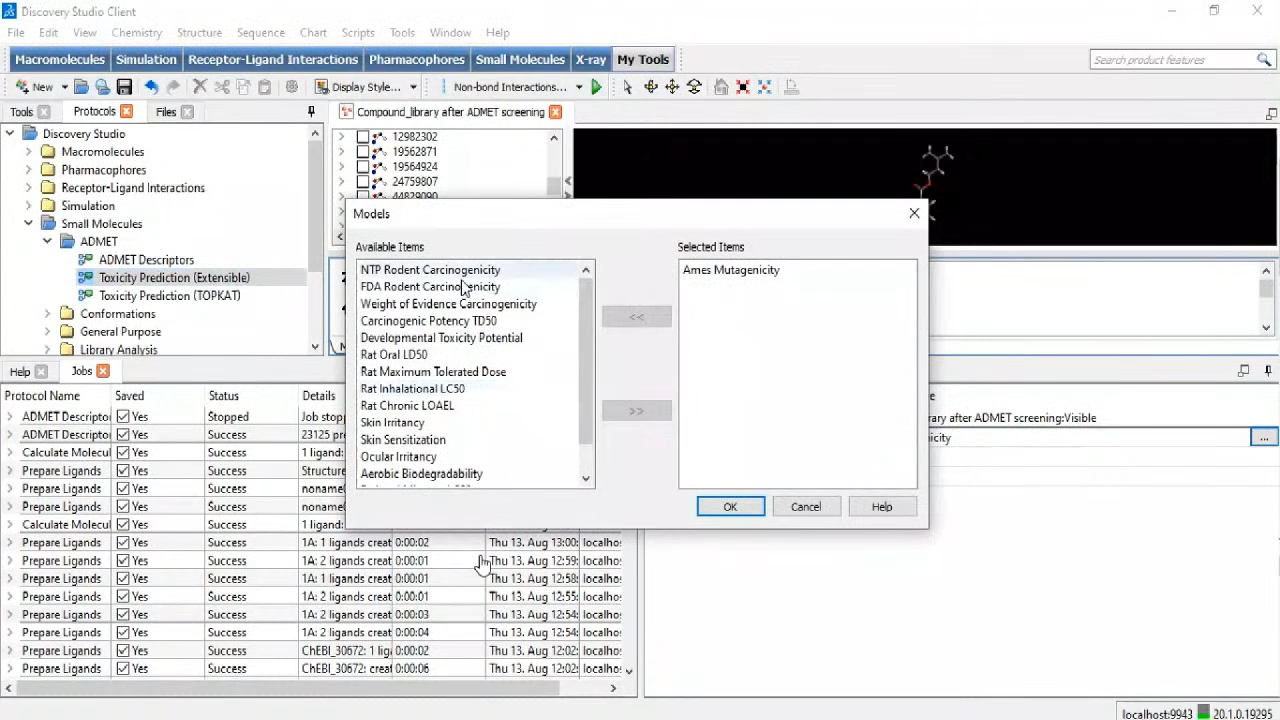 Discovery Studio Client
File Edit View Chemistry Structure Sequence Chart Scripts Tools Window Help
Macromolecules Simulation Receptor-Ligand Interactions Pharmacophores Small Molecules X-ray My Tools
Search product features
New Display Style... Non-bond Interactions...
Tools Protocols Files
Compound_library after ADMET screening
Discovery Studio
Macromolecules
Pharmacophores
Receptor-Ligand Interactions
Simulation
Small Molecules
ADMET
ADMET Descriptors
Toxicity Prediction (Extensible)
Toxicity Prediction (TOPKAT)
Conformations
General Purpose
Library Analysis
12982302
19562871
19564924
24759807
44829090
Models
Available Items
NTP Rodent Carcinogenicity
FDA Rodent Carcinogenicity
Weight of Evidence Carcinogenicity
Carcinogenic Potency TD50
Developmental Toxicity Potential
Rat Oral LD50
Rat Maximum Tolerated Dose
Rat Inhalational LC50
Rat Chronic LOAEL
Skin Irritancy
Skin Sensitization
Ocular Irritancy
Aerobic Biodegradability
<<
>>
Selected Items
Ames Mutagenicity
OK Cancel Help
Help Jobs
Protocol Name Saved Status Details
ADMET Descripto Yes Stopped Job stop
ADMET Descripto Yes Success 23125 pre
Calculate Molecul Yes Success 1 ligand:
Prepare Ligands Yes Success Structure
Prepare Ligands Yes Success noname
Prepare Ligands Yes Success noname
Calculate Molecul Yes Success 1 ligand:
Prepare Ligands Yes Success 1A: 1 ligands creat 0:00:02 Thu 13. Aug 13:00: localhos
Prepare Ligands Yes Success 1A: 2 ligands creat 0:00:01 Thu 13. Aug 12:59: localhos
Prepare Ligands Yes Success 1A: 1 ligands creat 0:00:01 Thu 13. Aug 12:58: localhos
Prepare Ligands Yes Success 1A: 2 ligands creat 0:00:01 Thu 13. Aug 12:55: localhos
Prepare Ligands Yes Success 1A: 2 ligands creat 0:00:03 Thu 13. Aug 12:54: localhos
Prepare Ligands Yes Success 1A: 2 ligands creat 0:00:04 Thu 13. Aug 12:54: localhos
Prepare Ligands Yes Success ChEBI_30672: 1 lig 0:00:02 Thu 13. Aug 12:02: localhos
Prepare Ligands Yes Success ChEBI_30672: creat 0:00:06 Thu 13. Aug 12:02: localhos
rary after ADMET screening:Visible
icity ...
localhost:9943 20.1.0.19295